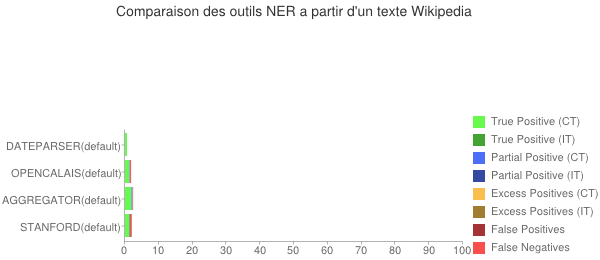 Comparaison des outils NER a partir d'un texte Wikipedia
True Positive (CT)
True Positive (IT)
Partial Positive (CT)
Partial Positive (IT)
Excess Positives (CT)
Excess Positives (IT)
False Positives
False Negatives
DATEPARSER(default)
OPENCALAIS(default)
AGGREGATOR(default)
STANFORD(default)
0 10 20 30 40 50 60 70 80 90 100